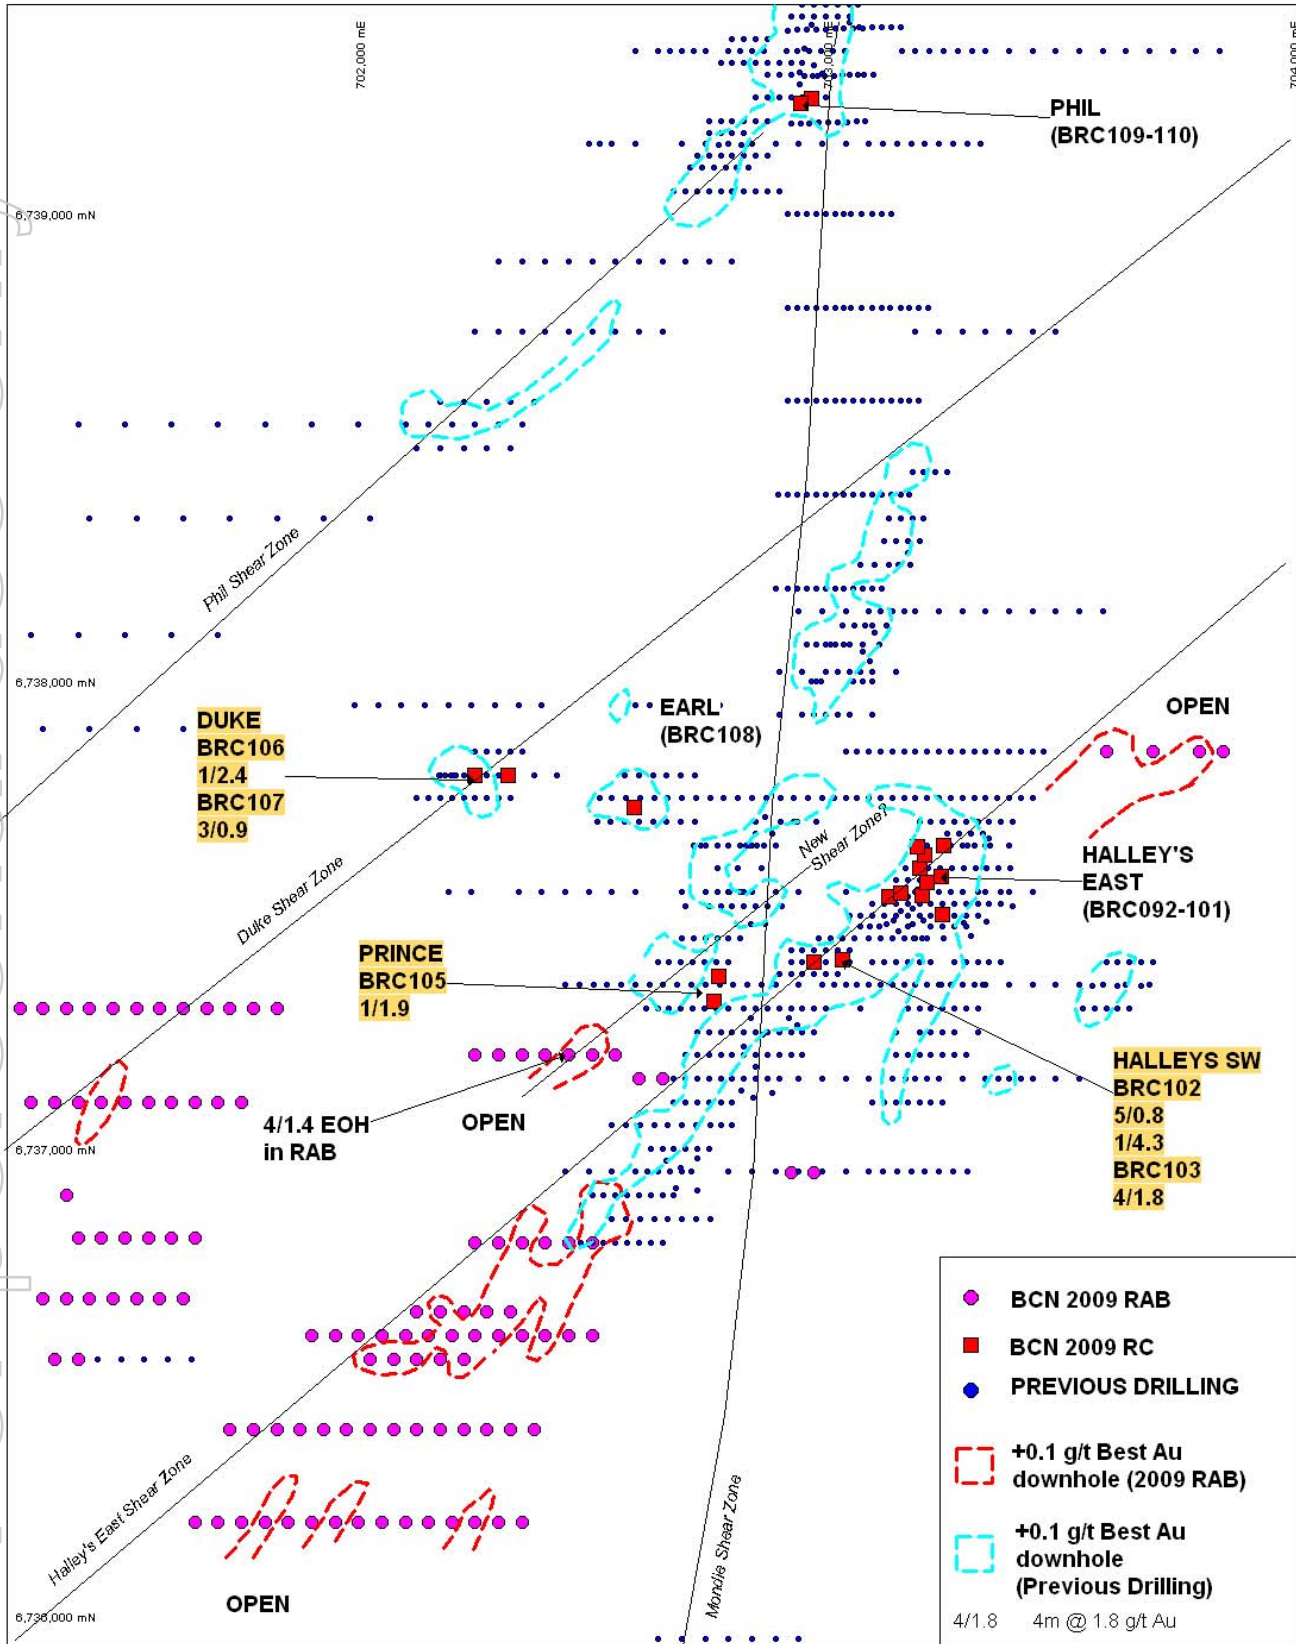 702,000 mE
703,000 mE
704,000 mE
PHIL
(BRC109-110)
6,739,000 mN
Phil Shear Zone
6,738,000 mN
OPEN
DUKE
BRC106
1/2.4
BRC107
3/0.9
EARL
(BRC108)
New
Shear Zone?
HALLEY'S
EAST
(BRC092-101)
Duke Shear Zone
PRINCE
BRC105
1/1.9
HALLEYS SW
BRC102
5/0.8
1/4.3
BRC103
4/1.8
4/1.4 EOH
in RAB
OPEN
6,737,000 mN
Halley's East Shear Zone
Mondie Shear Zone
OPEN
6,736,000 mN
BCN 2009 RAB
BCN 2009 RC
PREVIOUS DRILLING
+0.1 g/t Best Au
downhole (2009 RAB)
+0.1 g/t Best Au
downhole
(Previous Drilling)
4/1.8 4m @ 1.8 g/t Au